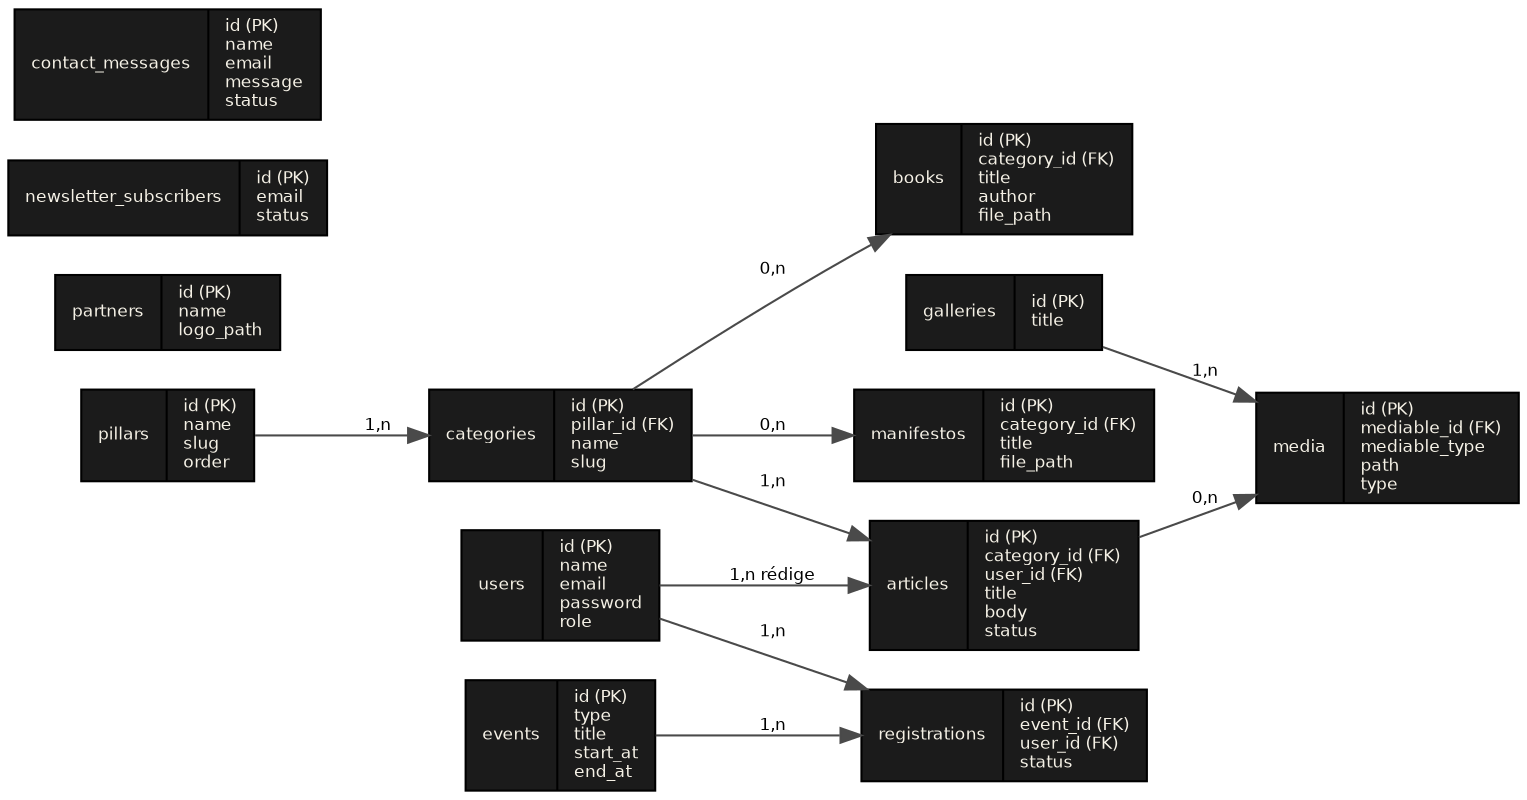 contact_messages
id (PK)
name
email
message
status
newsletter_subscribers
id (PK)
email
status
partners
id (PK)
name
logo_path
pillars
id (PK)
name
slug
order
1,n
categories
id (PK)
pillar_id (FK)
name
slug
users
id (PK)
name
email
password
role
events
id (PK)
type
title
start_at
end_at
0,n
0,n
1,n
1,n rédige
1,n
1,n
books
id (PK)
category_id (FK)
title
author
file_path
galleries
id (PK)
title
manifestos
id (PK)
category_id (FK)
title
file_path
articles
id (PK)
category_id (FK)
user_id (FK)
title
body
status
registrations
id (PK)
event_id (FK)
user_id (FK)
status
1,n
0,n
media
id (PK)
mediable_id (FK)
mediable_type
path
type